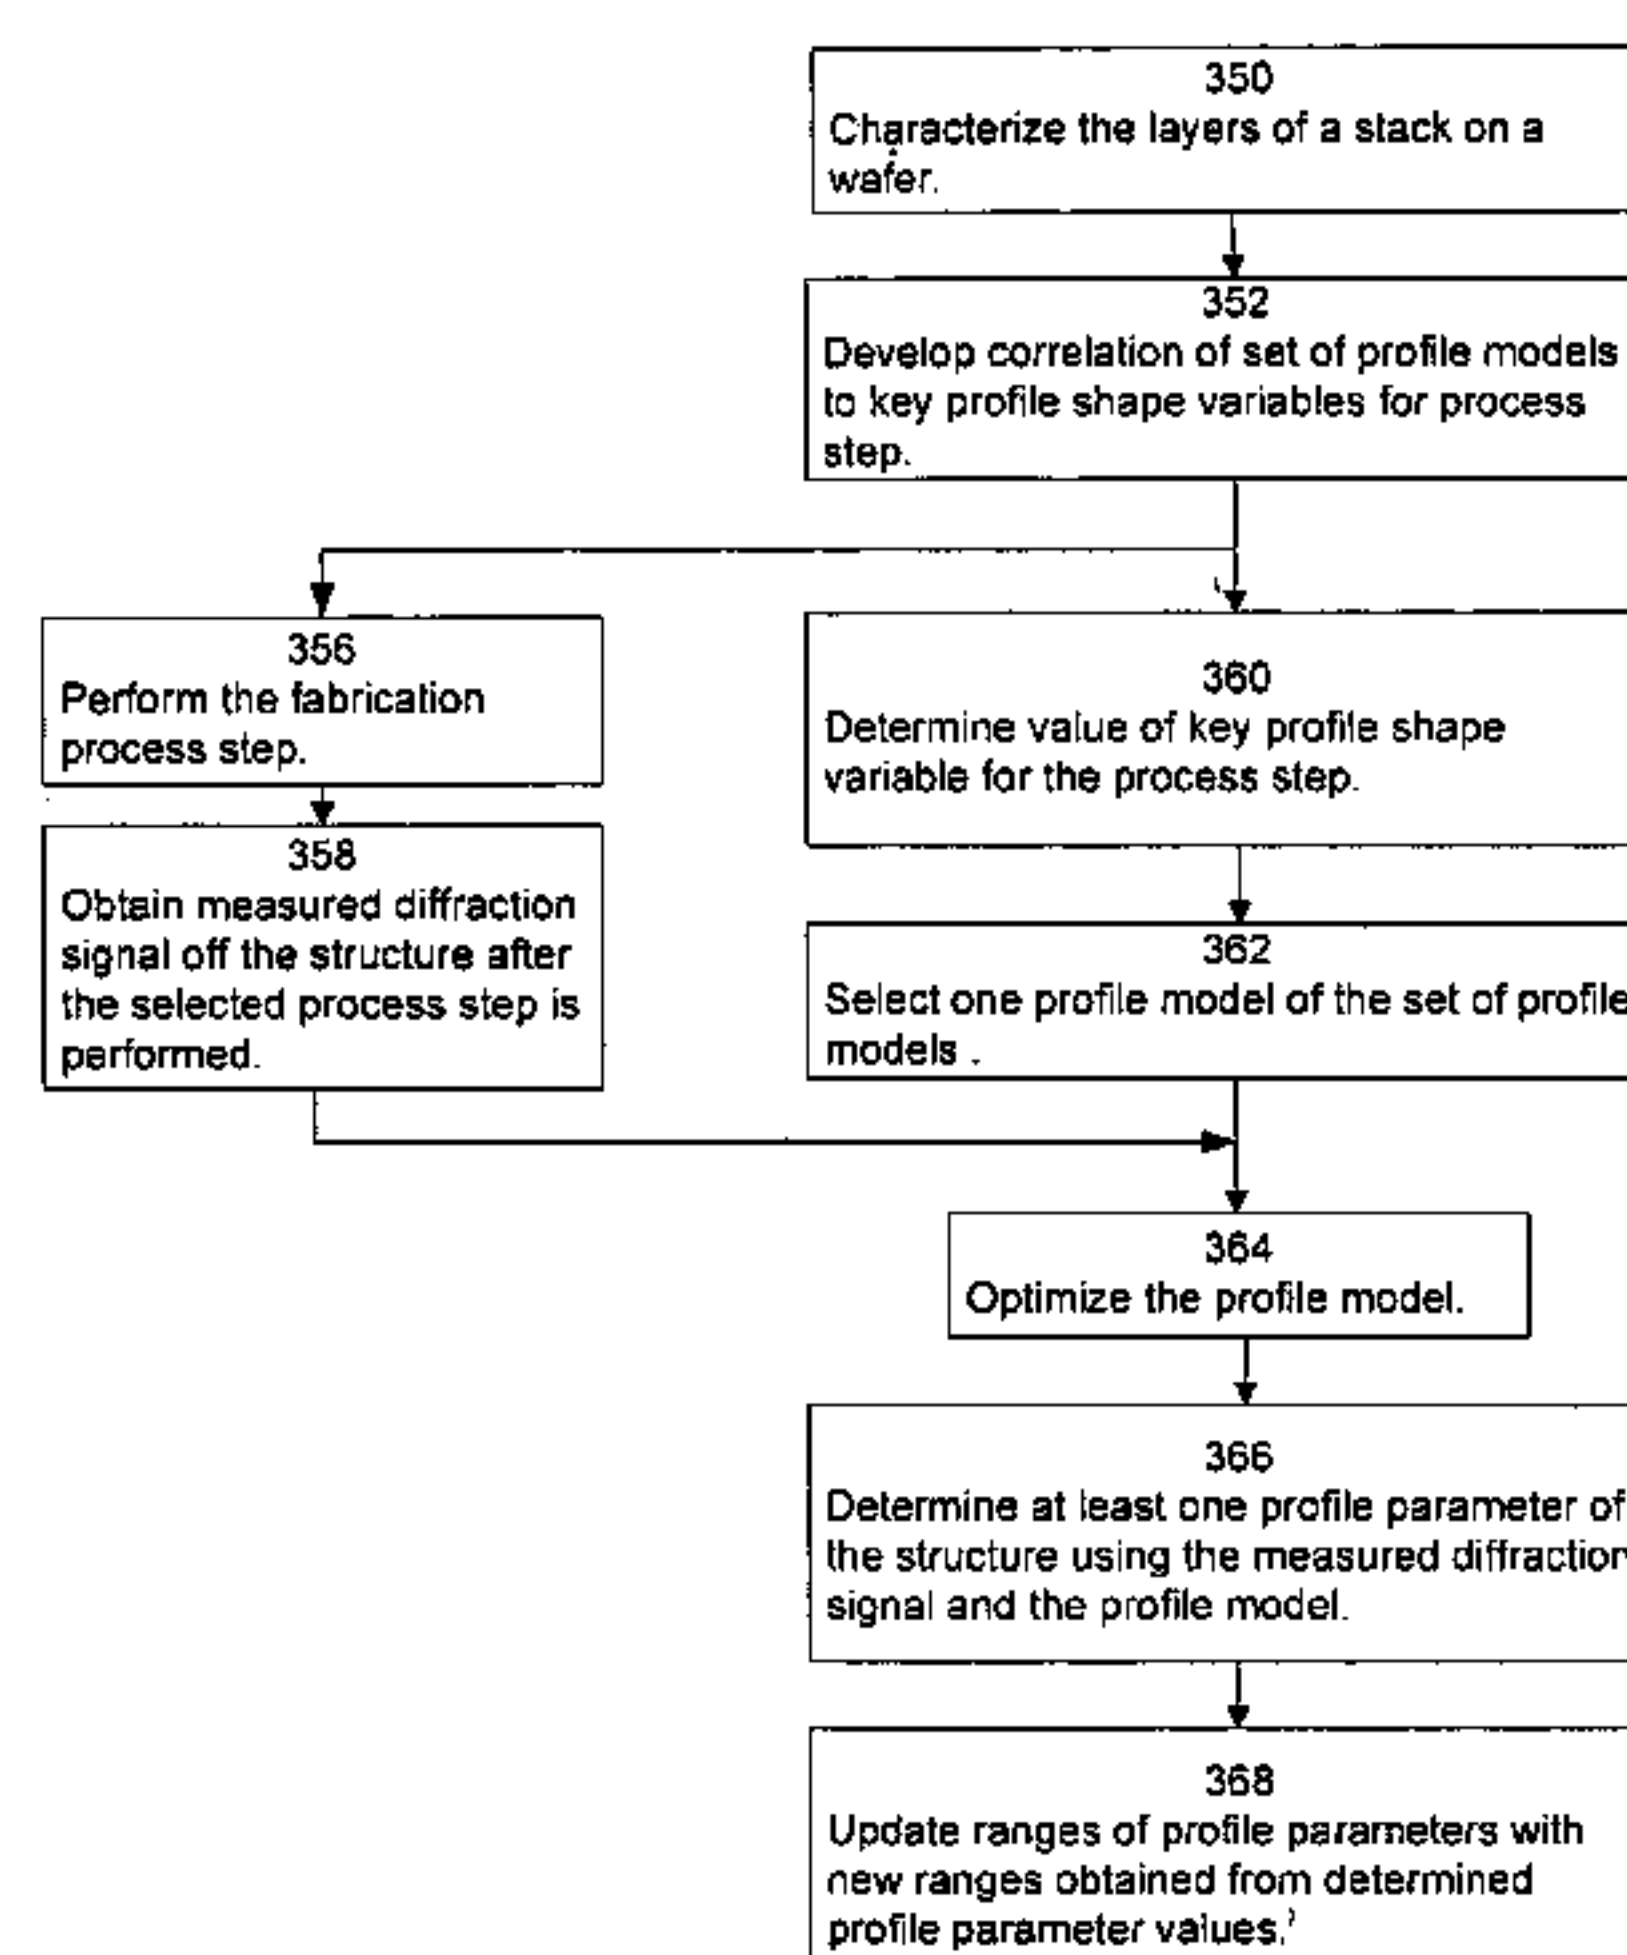 350
Characterize the layers of a stack on a
wafer.
352
Develop correlation of set of profile models
to key profile shape variables for process
step.
356
Perform the fabrication
process step.
360
Determine value of key profile shape
variable for the process step.
358
Obtain measured diffraction
signal off the structure after
the selected process step is
performed.
362
Select one profile model of the set of profile
models .
364
Optimize the profile model.
366
Determine at least one profile parameter of
the structure using the measured diffraction
signal and the profile model.
368
Update ranges of profile parameters with
new ranges obtained from determined
profile parameter values.